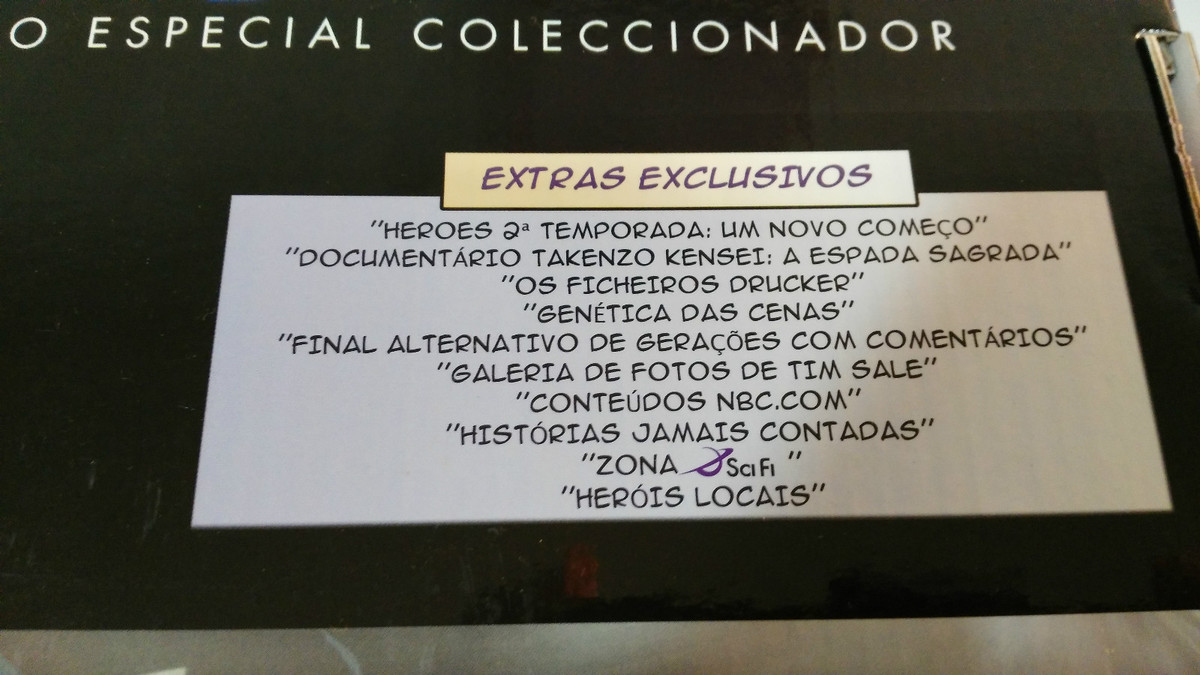 O ESPECIAL COLECCIONADOR
EXTRAS EXCLUSIVOS
"HEROES 2ª TEMPORADA: UM NOVO COMEÇO"
"DOCUMENTÁRIO TAKENZO KENSEI: A ESPADA SAGRADA"
"OS FICHEIROS DRUCKER"
"GENÉTICA DAS CENAS"
"FINAL ALTERNATIVO DE GERAÇÕES COM COMENTÁRIOS"
"GALERIA DE FOTOS DE TIM SALE"
"CONTEÚDOS NBC.COM"
"HISTÓRIAS JAMAIS CONTADAS"
"ZONA SCI FI"
"HERÓIS LOCAIS"